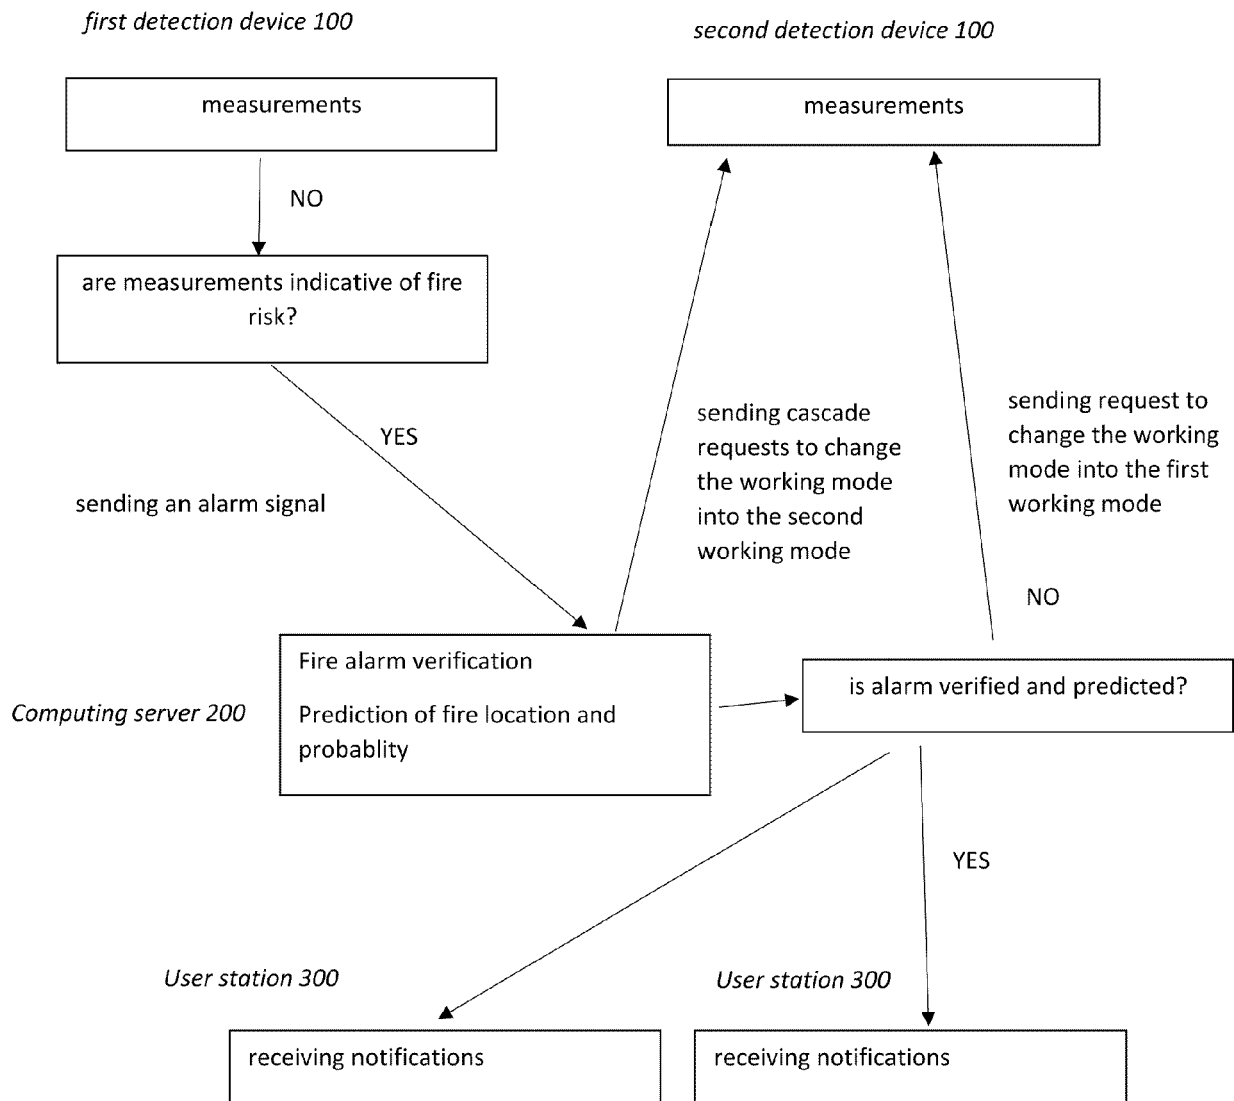 first detection device 100
second detection device 100
measurements
measurements
NO
are measurements indicative of fire
risk?
YES
sending an alarm signal
sending cascade
requests to change
the working mode
into the second
working mode
sending request to
change the working
mode into the first
working mode
NO
Computing server 200
Fire alarm verification
Prediction of fire location and
probablity
is alarm verified and predicted?
YES
User station 300
User station 300
receiving notifications
receiving notifications